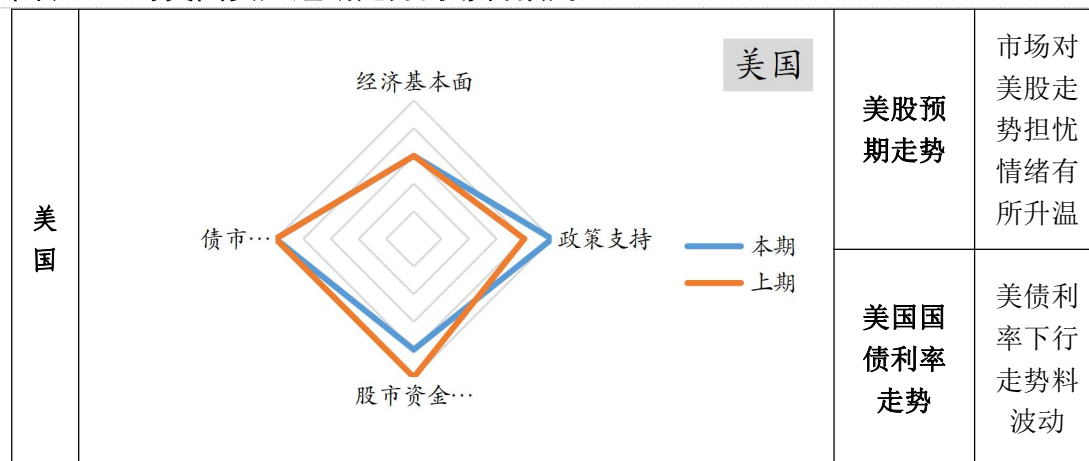 美
国
美国
经济基本面
债市…
政策支持
股市资金…
本期
上期
美股预
期走势
市场对
美股走
势担忧
情绪有
所升温
美国国
债利率
走势
美债利
率下行
走势料
波动